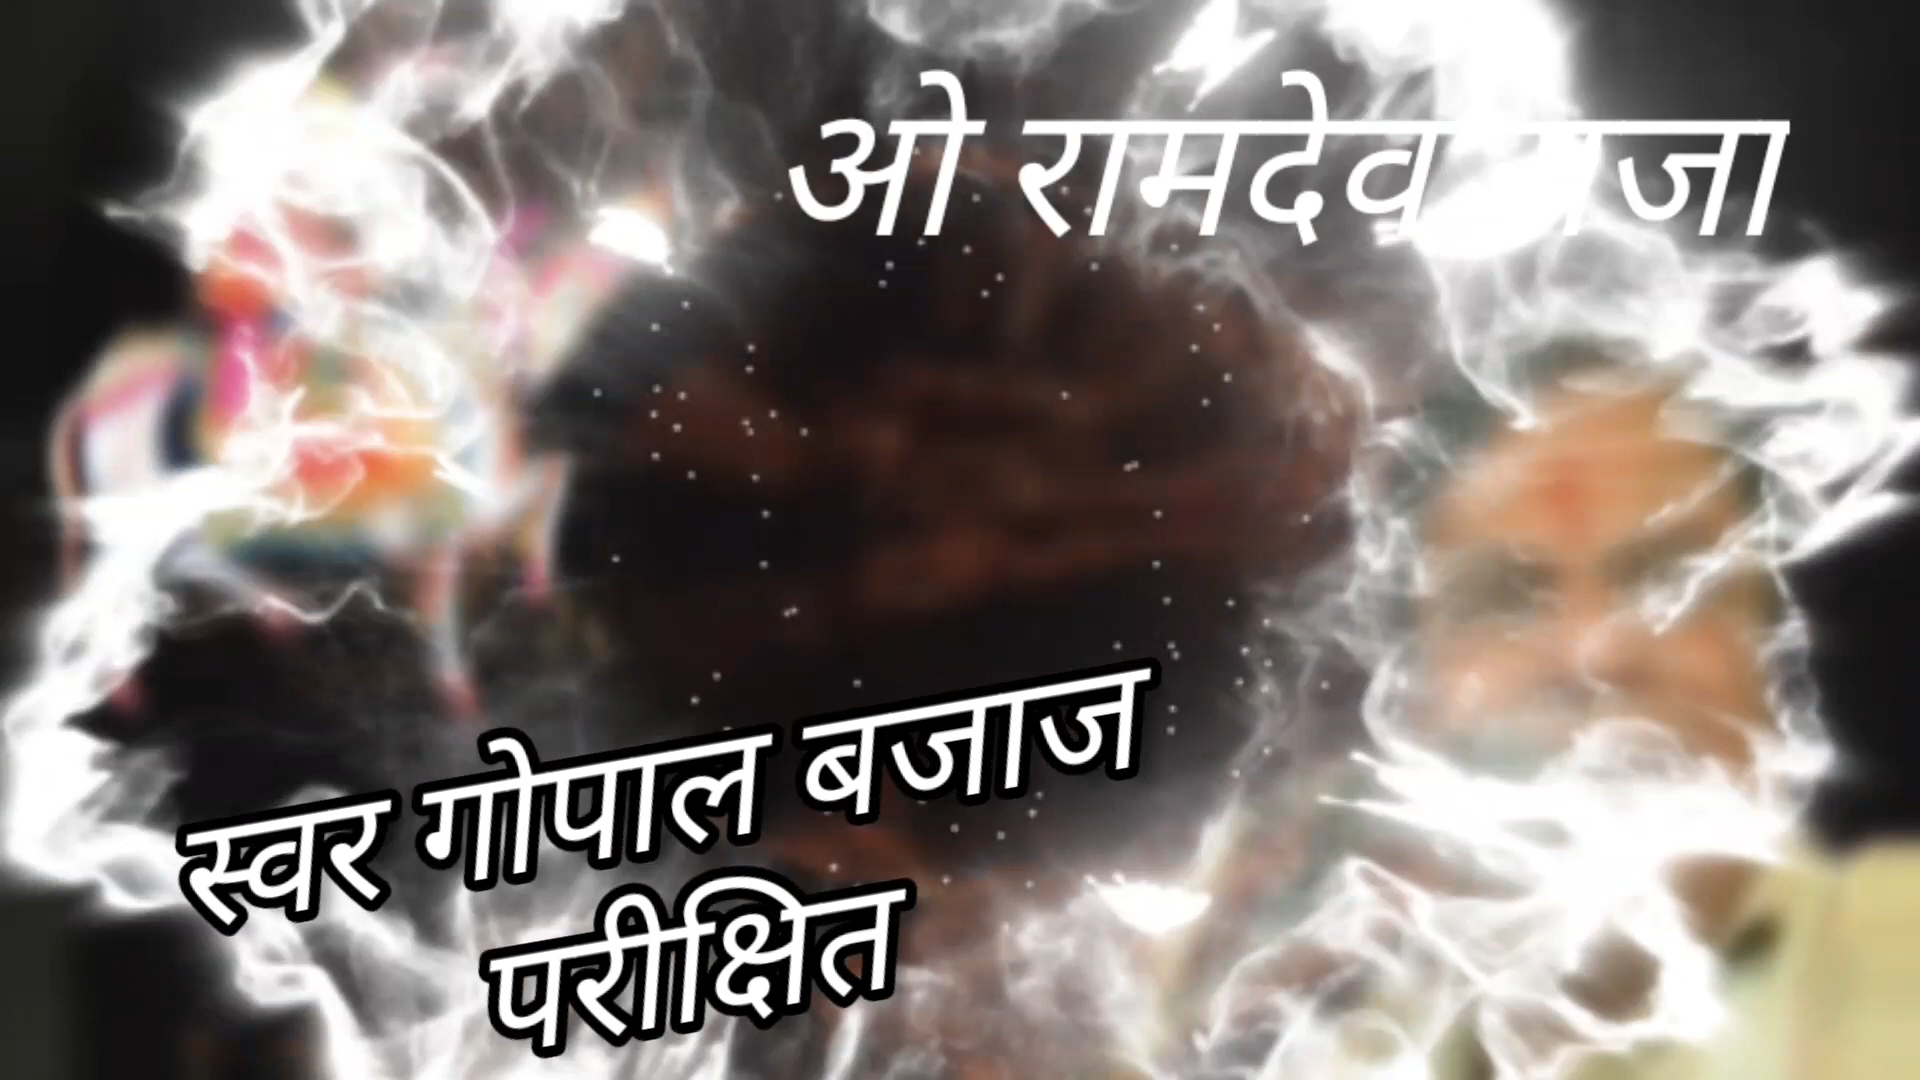 ओ रामदेव राजा
स्वर गोपाल बजाज
परीक्षित